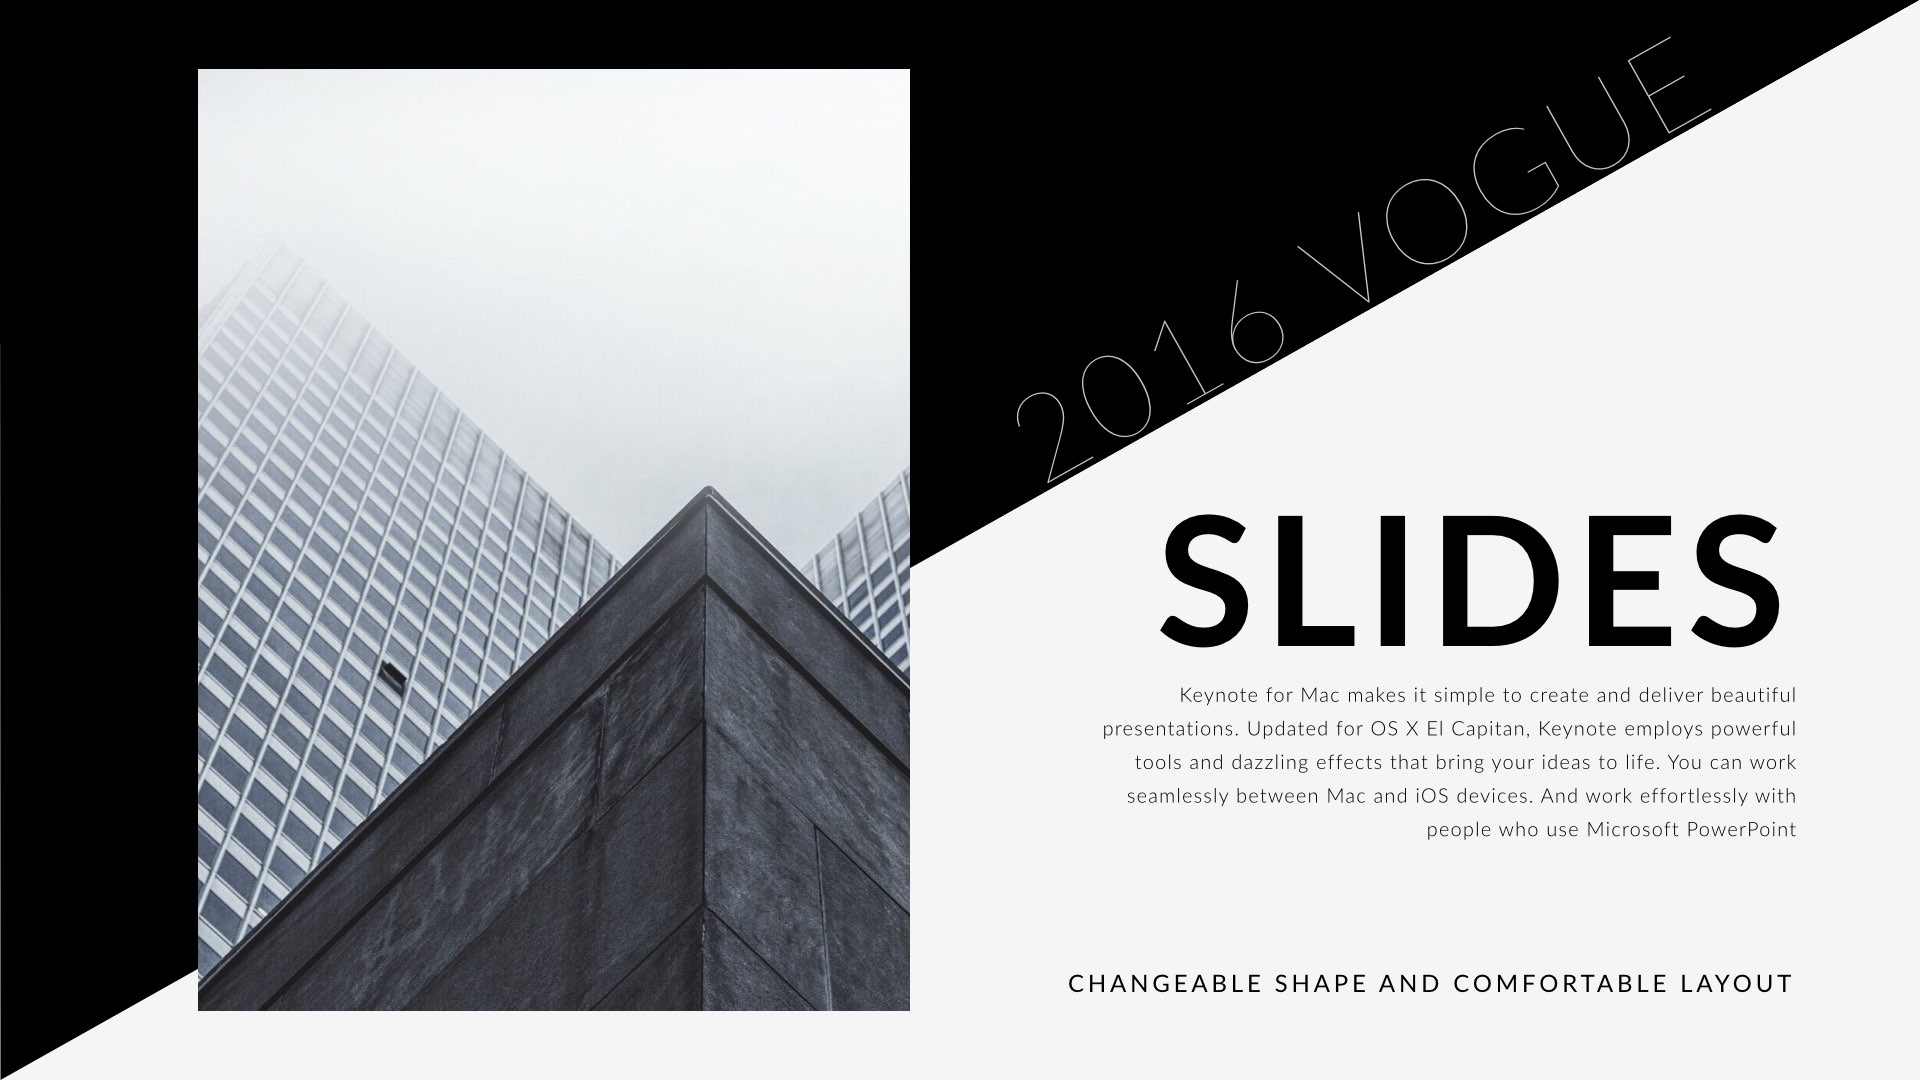 2016 VOGUE
SLIDES
Keynote for Mac makes it simple to create and deliver beautiful
presentations. Updated for OS X El Capitan, Keynote employs powerful
tools and dazzling effects that bring your ideas to life. You can work
seamlessly between Mac and iOS devices. And work effortlessly with
people who use Microsoft PowerPoint
CHANGEABLE SHAPE AND COMFORTABLE LAYOUT